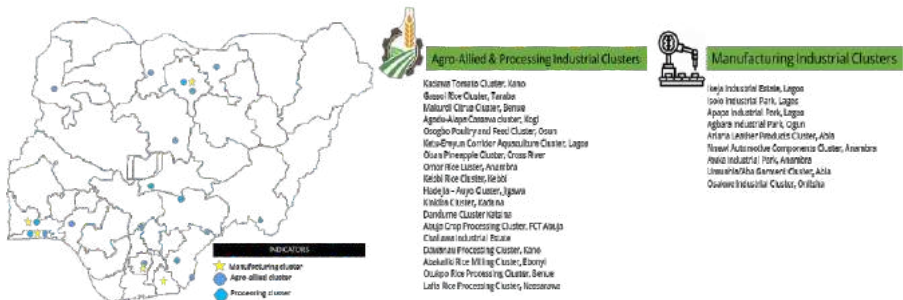 INDICATORS
Manufacturing cluster
Agro-allied cluster
Processing cluster
Agro-Allied & Processing Industrial Clusters
Kadawa Tomato Cluster, Kano
Gassol Rice Cluster, Taraba
Makurdi Citrus Cluster, Benue
Agadu-Alapa Cassava cluster, Kogi
Osogbo Poultry and Feed Cluster, Osun
Ketu-Ereyun Corridor Aquaculture Cluster, Lagos
Oban Pineapple Cluster, Cross River
Omor Rice Luster, Anambra
Kebbi Rice Cluster, Kebbi
Hadejia - Auyo Cluster, Jigawa
Cluster, Kaduna
Dandume CLuster Katsina
Abuja Crop Processing Cluster, FCT Abuja
Challawa Industrial Estate
Dawanau Processing Cluster, Kano
Abakaliki Rice Milling Cluster, Ebonyi
Otukpo Rice Processing Cluster, Benue
Lafia Rice Processing Cluster, Nassarawa
Manufacturing Industrial Clusters
Ikeja Industrial Estate, Lagos
Isolo Industrial Park, Lagos
Apapa Industrial Park, Lagos
Agbara Industrial Park, Ogun
Ariaria Leather Products Cluster, Abia
Nnewi Automotive Components Cluster, Anambra
Awka Industrial Park, Anambra
Umuahia/Aba Garment Cluster, Abia
Osakwe Industrial Cluster, Onitsha